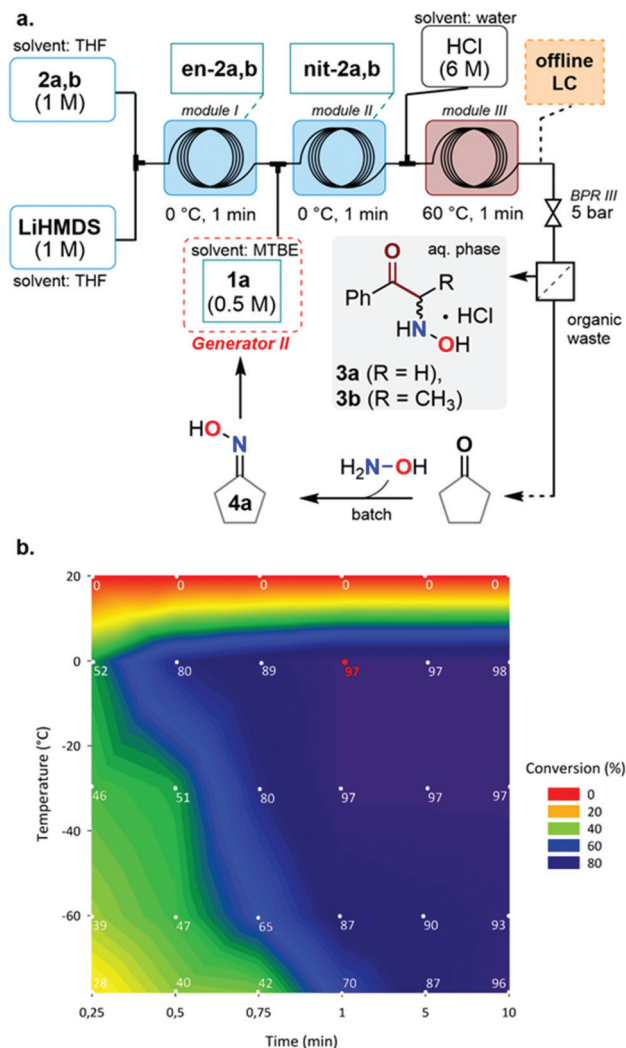 a.
solvent: THF
2a,b
(1 M)
LiHMDS
(1 M)
solvent: THF
en-2a,b
module I
0 °C, 1 min
nit-2a,b
module II
0 °C, 1 min
solvent: water
HCl
(6 M)
module III
60 °C, 1 min
offline
LC
BPR III
5 bar
solvent: MTBE
1a
(0.5 M)
Generator II
aq. phase
O
Ph
R
HN
OH
· HCl
3a (R = H),
3b (R = CH3)
organic
waste
HO
N
4a
H2N–OH
batch
O
b.
Temperature (°C)
20
0
-20
-40
-60
0 0 0 0 0 0
52 80 89 97 97 98
46 51 80 97 97 97
39 47 65 87 90 93
28 40 42 70 87 96
0,25 0,5 0,75 1 5 10
Time (min)
Conversion (%)
0
20
40
60
80